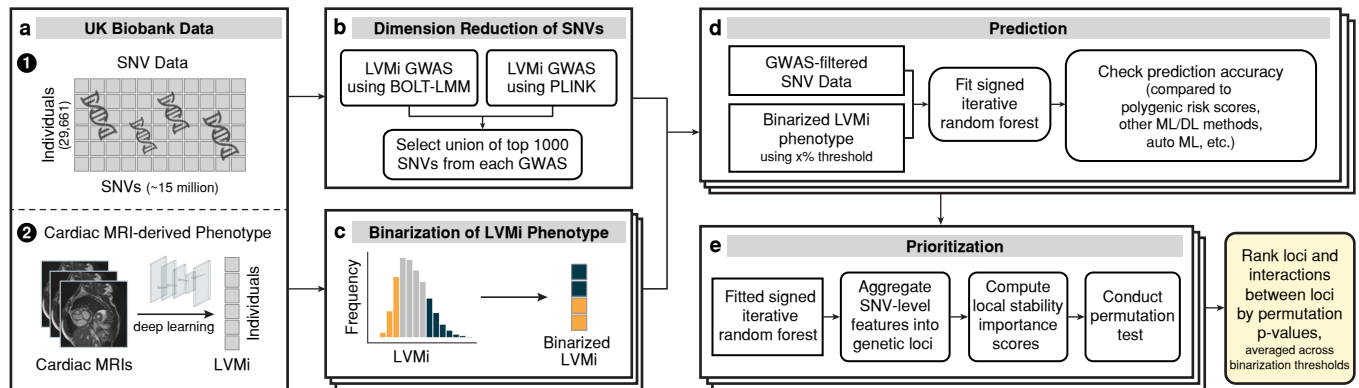 a UK Biobank Data
1
SNV Data
Individuals
(29,661)
SNVs (~15 million)
2 Cardiac MRI-derived Phenotype
deep learning
Individuals
Cardiac MRIs
LVMi
b Dimension Reduction of SNVs
LVMi GWAS
using BOLT-LMM
LVMi GWAS
using PLINK
Select union of top 1000
SNVs from each GWAS
c Binarization of LVMi Phenotype
Frequency
LVMi
Binarized
LVMi
d Prediction
GWAS-filtered
SNV Data
Binarized LVMi
phenotype
using x% threshold
Fit signed
iterative
random forest
Check prediction accuracy
(compared to
polygenic risk scores,
other ML/DL methods,
auto ML, etc.)
e Prioritization
Fitted signed
iterative
random forest
Aggregate
SNV-level
features into
genetic loci
Compute
local stability
importance
scores
Conduct
permutation
test
Rank loci and
interactions
between loci
by permutation
p-values,
averaged across
binarization thresholds